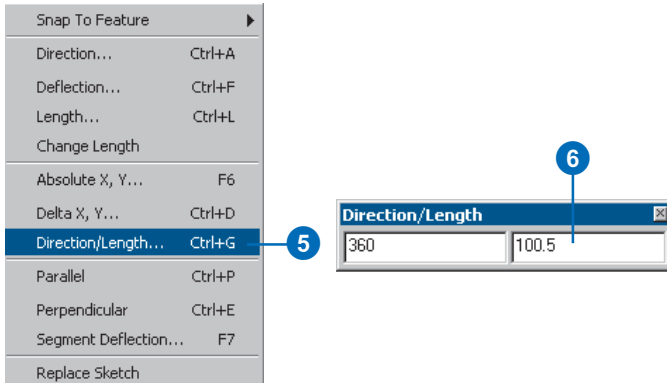 Snap To Feature
Direction... Ctrl+A
Deflection... Ctrl+F
Length... Ctrl+L
Change Length
Absolute X, Y... F6
Delta X, Y... Ctrl+D
Direction/Length... Ctrl+G
5
Parallel Ctrl+P
Perpendicular Ctrl+E
Segment Deflection... F7
Replace Sketch
6
Direction/Length
360 100.5